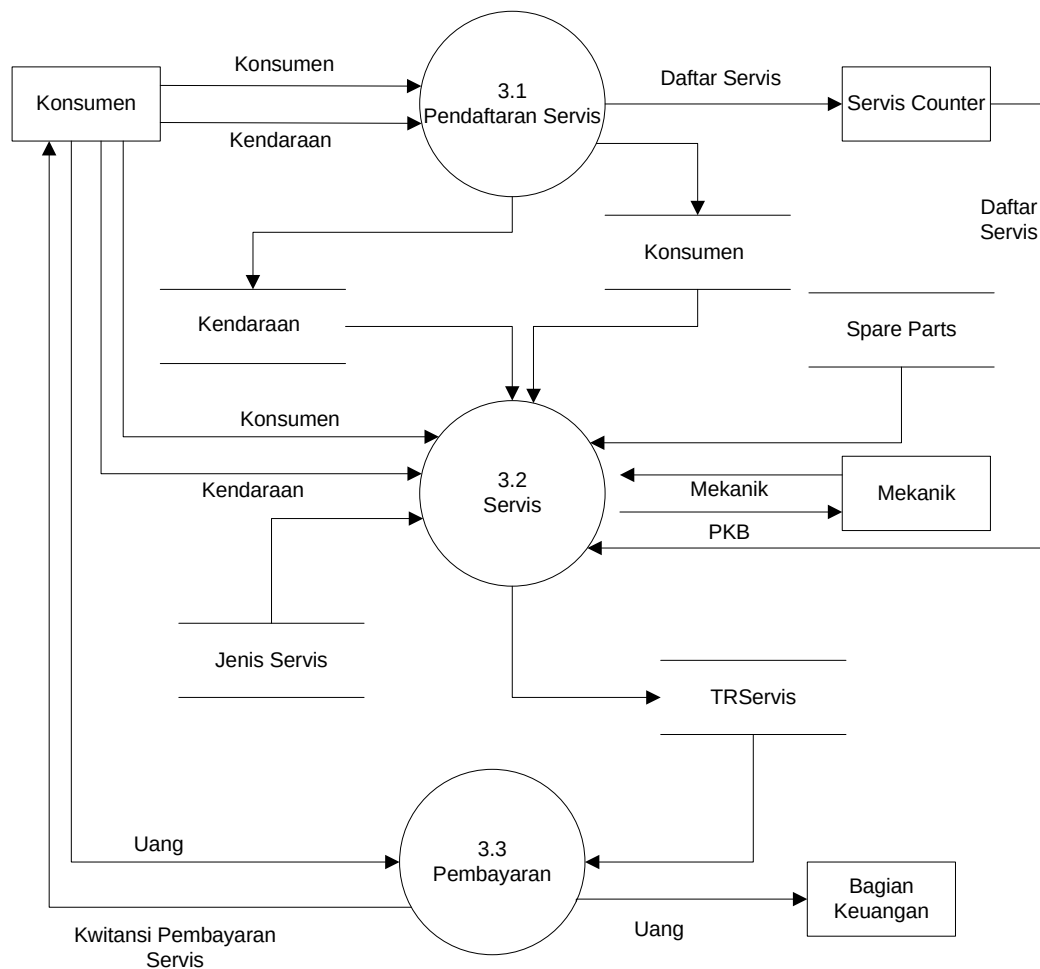 Konsumen
3.1
Pendaftaran Servis
Daftar Servis
Konsumen
Servis Counter
Kendaraan
Daftar
Servis
Konsumen
Kendaraan
Spare Parts
Konsumen
Kendaraan
3.2
Servis
Mekanik
Mekanik
PKB
Jenis Servis
TRServis
Uang
3.3
Pembayaran
Bagian
Keuangan
Uang
Kwitansi Pembayaran
Servis